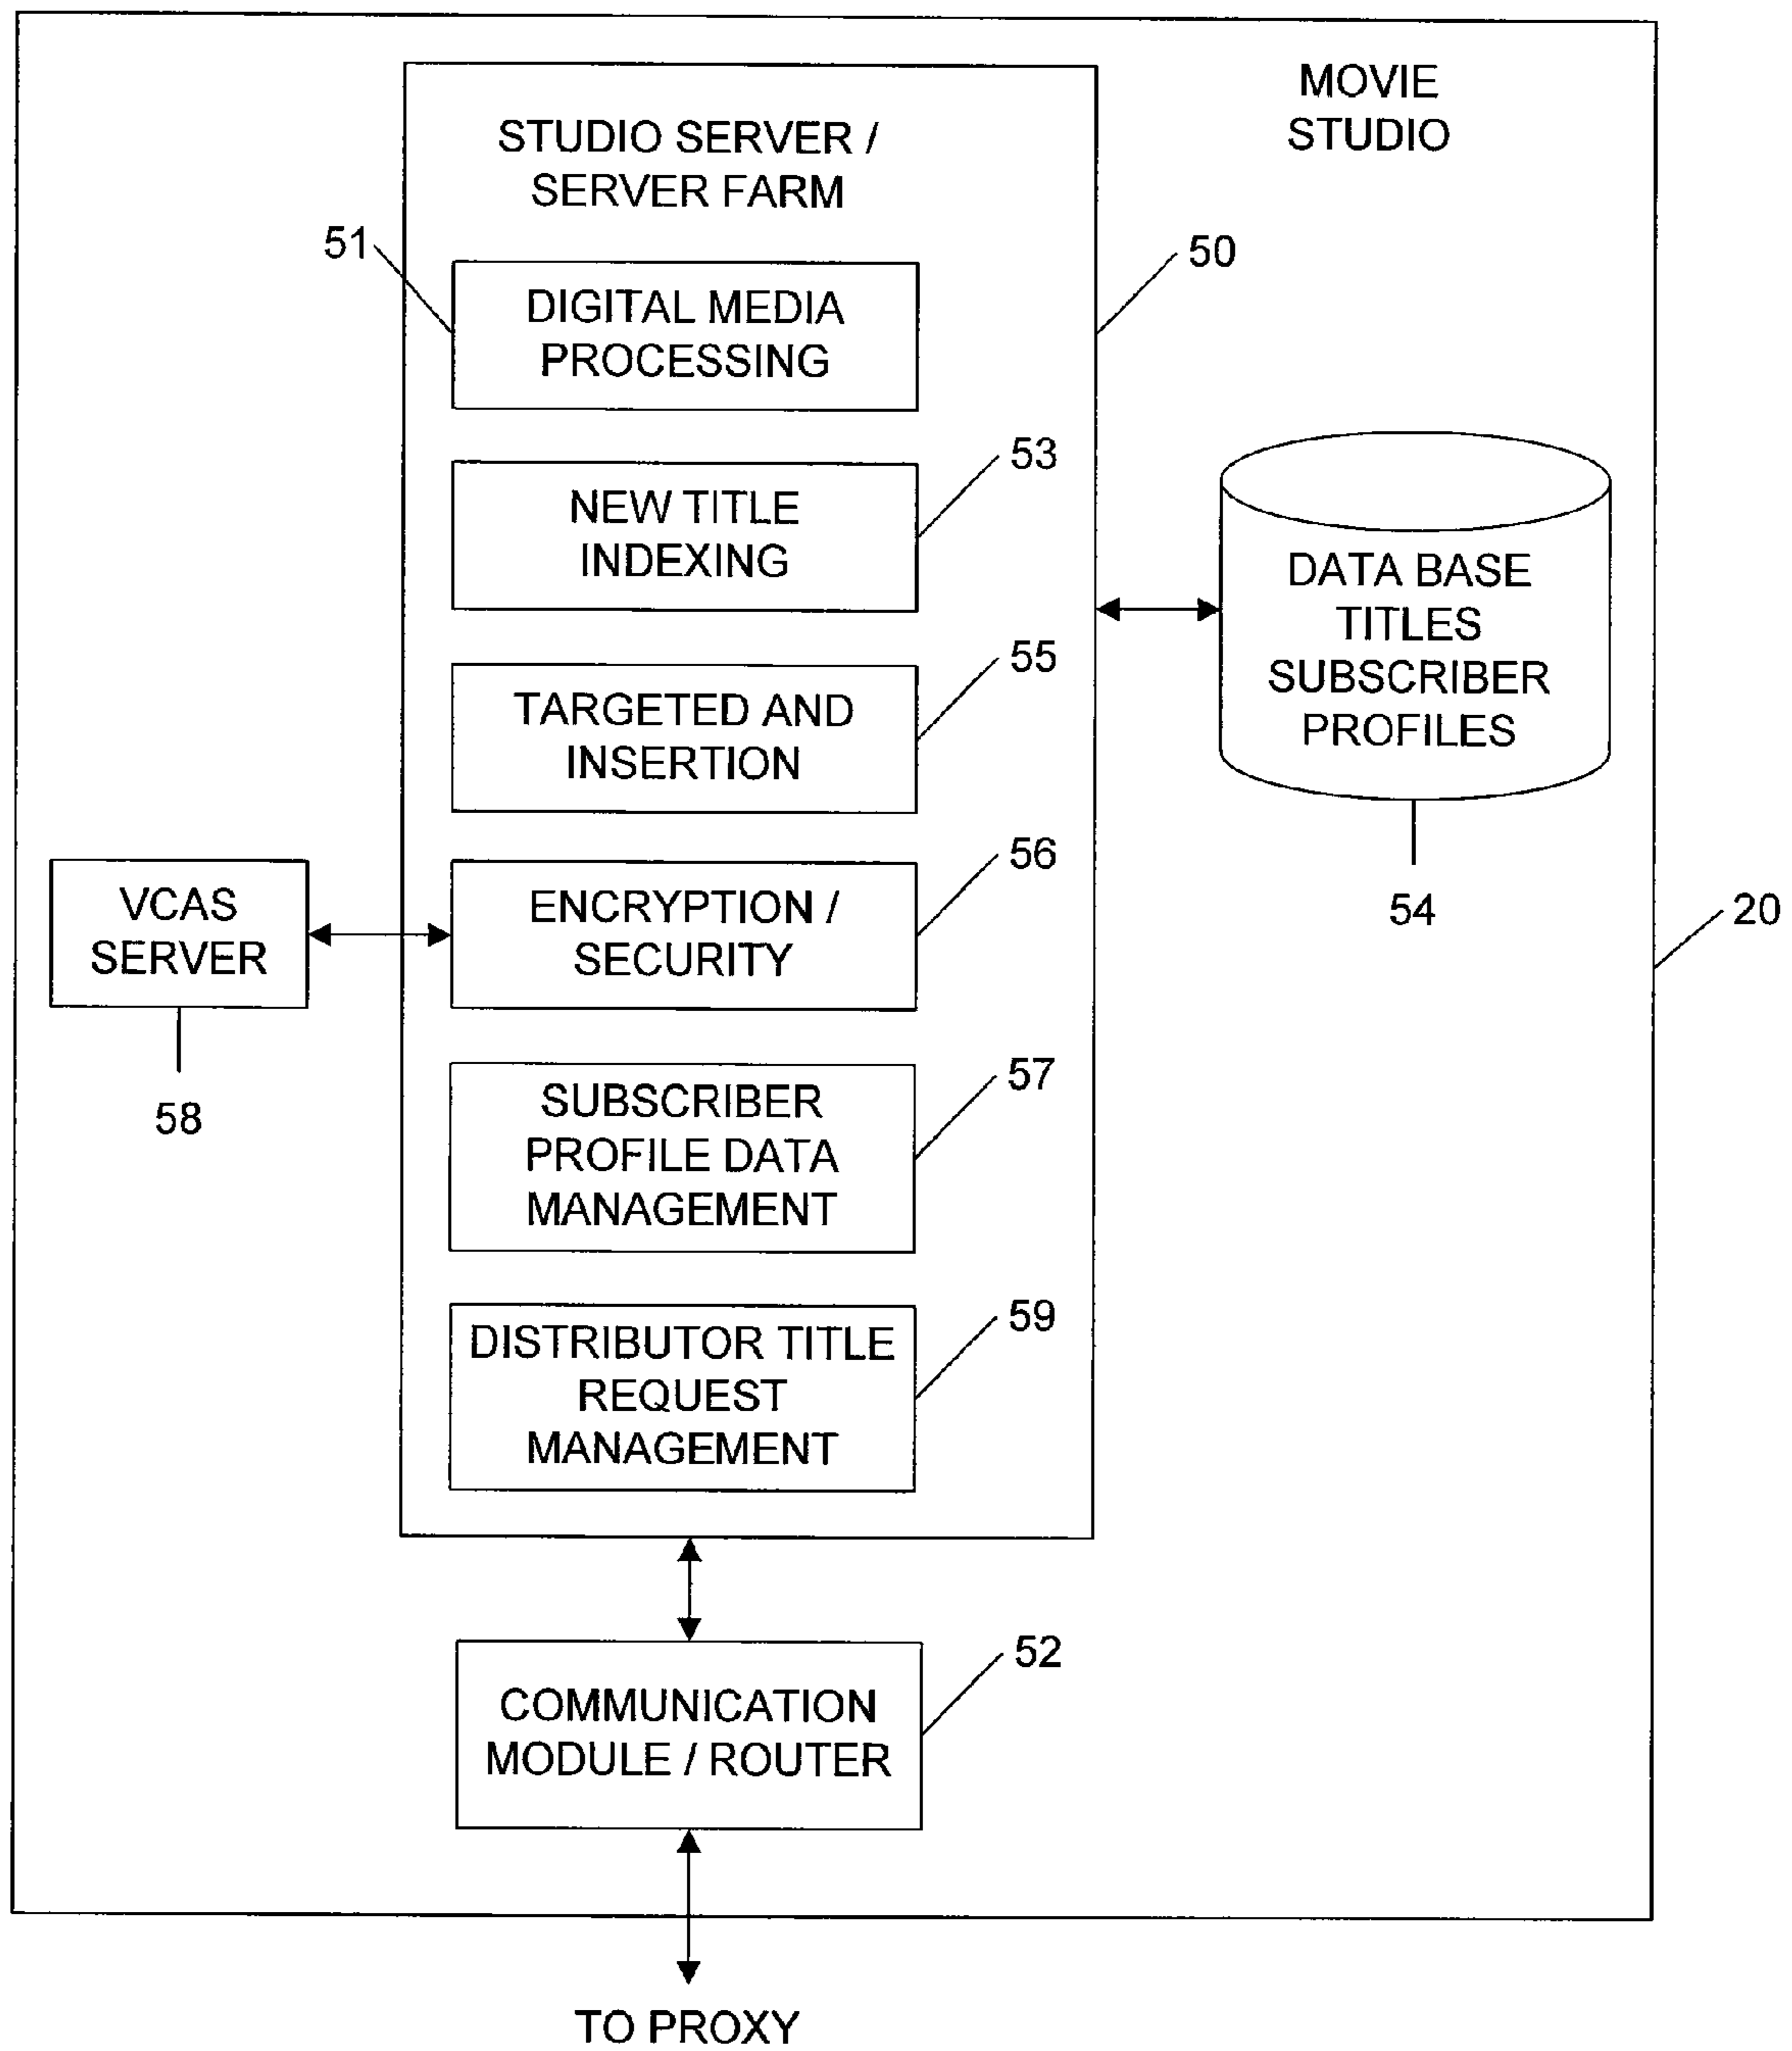 MOVIE
STUDIO
STUDIO SERVER /
SERVER FARM
51
50
DIGITAL MEDIA
PROCESSING
53
NEW TITLE
INDEXING
DATA BASE
TITLES
SUBSCRIBER
PROFILES
54
55
TARGETED AND
INSERTION
56
ENCRYPTION /
SECURITY
VCAS
SERVER
58
20
57
SUBSCRIBER
PROFILE DATA
MANAGEMENT
59
DISTRIBUTOR TITLE
REQUEST
MANAGEMENT
52
COMMUNICATION
MODULE / ROUTER
TO PROXY